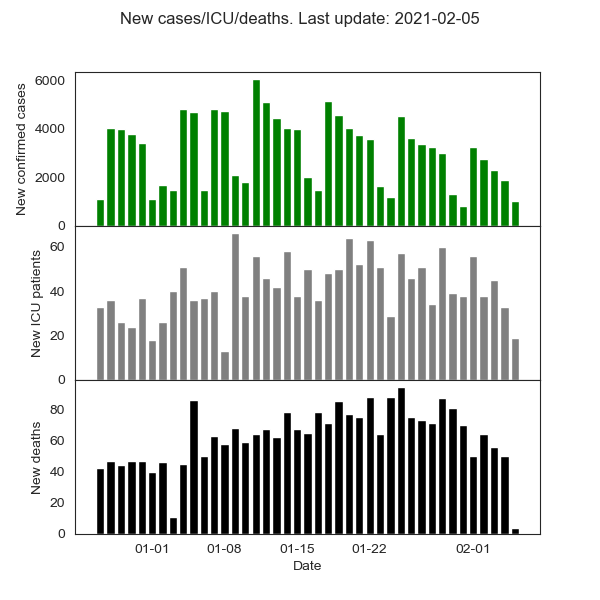 New cases/ICU/deaths. Last update: 2021-02-05
New confirmed cases
6000
4000
2000
0
New ICU patients
60
40
20
0
New deaths
80
60
40
20
0
01-01 01-08 01-15 01-22 02-01
Date